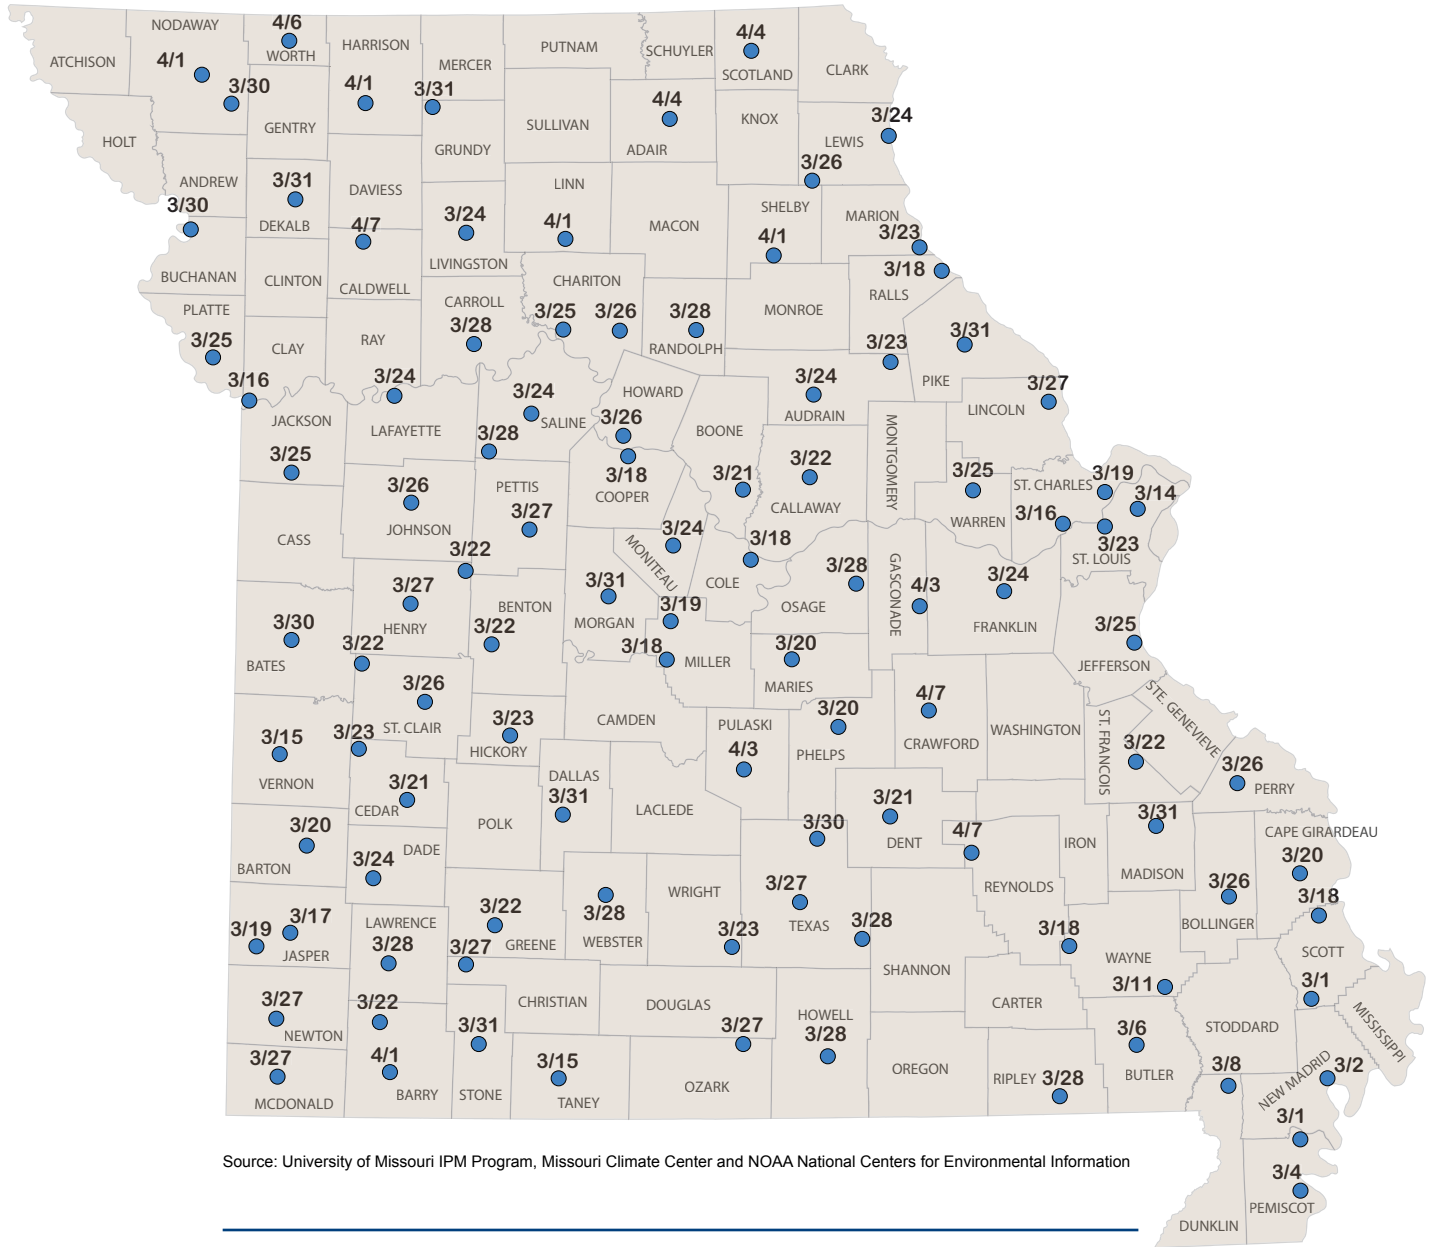 NODAWAY
4/6
HARRISON
PUTNAM
SCHUYLER
4/4
ATCHISON
4/1
WORTH
MERCER
SCOTLAND
CLARK
3/30
4/1
3/31
4/4
KNOX
3/24
HOLT
GENTRY
SULLIVAN
GRUNDY
ADAIR
LEWIS
3/26
ANDREW
3/31
DAVIESS
LINN
3/30
SHELBY
MARION
DEKALB
4/7
3/24
4/1
MACON
4/1
3/23
BUCHANAN
CLINTON
CALDWELL
LIVINGSTON
CHARITON
3/18
RALLS
PLATTE
CARROLL
3/25
3/26
3/28
MONROE
3/25
CLAY
RAY
3/28
RANDOLPH
3/23
3/31
3/16
3/24
3/24
HOWARD
3/24
PIKE
3/27
JACKSON
LAFAYETTE
SALINE
3/26
BOONE
AUDRAIN
LINCOLN
3/25
3/28
3/18
COOPER
3/21
3/22
CALLAWAY
MONTGOMERY
3/25
WARREN
ST. CHARLES
3/19
3/14
3/26
JOHNSON
PETTIS
3/27
3/16
3/23
ST. LOUIS
CASS
3/22
MONITEAU
3/24
3/18
COLE
3/28
OSAGE
GASCONADE
4/3
3/24
FRANKLIN
3/27
HENRY
BENTON
3/31
MORGAN
3/19
3/30
BATES
3/22
3/22
3/18
MILLER
3/20
MARIES
3/25
JEFFERSON
3/26
ST. CLAIR
3/23
HICKORY
CAMDEN
PULASKI
4/3
3/20
PHELPS
4/7
CRAWFORD
WASHINGTON
ST. FRANCOIS
STE. GENEVIEVE
3/22
3/15
VERNON
3/23
3/26
PERRY
3/21
CEDAR
POLK
DALLAS
3/31
LACLEDE
3/30
3/21
DENT
4/7
IRON
3/31
MADISON
CAPE GIRARDEAU
3/20
BARTON
3/24
DADE
3/20
3/19
3/17
JASPER
LAWRENCE
3/28
3/22
GREENE
3/27
3/28
WEBSTER
WRIGHT
3/23
3/27
TEXAS
3/28
REYNOLDS
3/18
WAYNE
3/26
BOLLINGER
3/18
SCOTT
SHANNON
3/11
3/1
3/27
NEWTON
3/22
CHRISTIAN
DOUGLAS
HOWELL
CARTER
STODDARD
MISSISSIPPI
3/27
MCDONALD
4/1
BARRY
3/31
STONE
3/15
TANEY
3/27
OZARK
3/28
OREGON
RIPLEY
3/28
3/6
BUTLER
3/8
NEW MADRID
3/2
3/1
3/4
PEMISCOT
DUNKLIN
Source: University of Missouri IPM Program, Missouri Climate Center and NOAA National Centers for Environmental Information